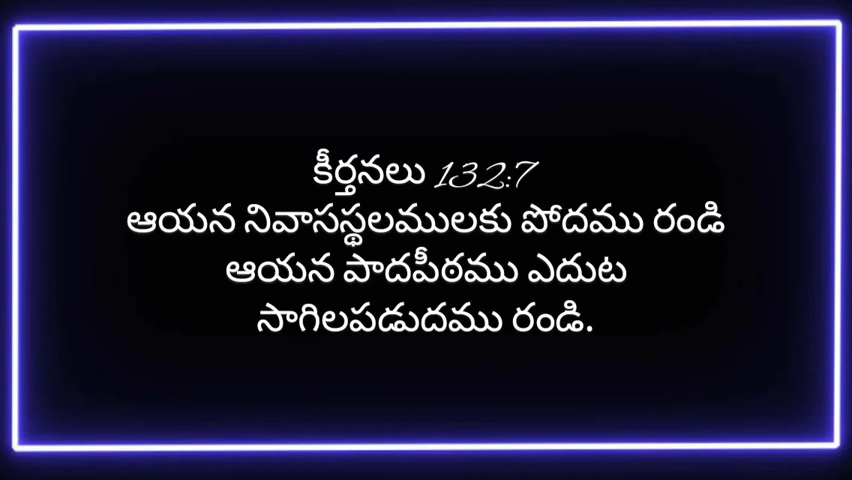 కీర్తనలు 132:7
ఆయన నివాసస్థలములకు పోదము రండి
ఆయన పాదపీఠము ఎదుట
సాగిలపడుదము రండి.